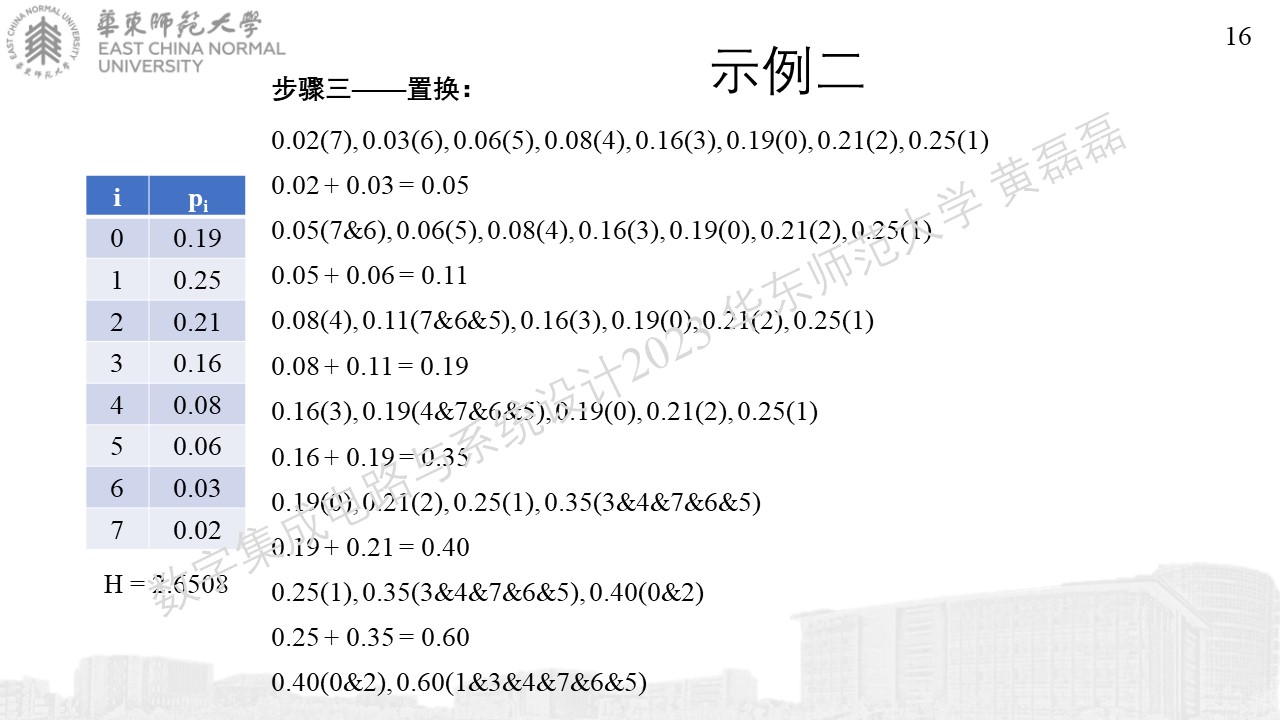 華東師範大學
EAST CHINA NORMAL
UNIVERSITY
EAST CHINA NORMAL UNIVERSITY
華東師範大學
16
示例二
步骤三——置换：
0.02(7), 0.03(6), 0.06(5), 0.08(4), 0.16(3), 0.19(0), 0.21(2), 0.25(1)
0.02 + 0.03 = 0.05
0.05(7&6), 0.06(5), 0.08(4), 0.16(3), 0.19(0), 0.21(2), 0.25(1)
0.05 + 0.06 = 0.11
0.08(4), 0.11(7&6&5), 0.16(3), 0.19(0), 0.21(2), 0.25(1)
0.08 + 0.11 = 0.19
0.16(3), 0.19(4&7&6&5), 0.19(0), 0.21(2), 0.25(1)
0.16 + 0.19 = 0.35
0.19(0), 0.21(2), 0.25(1), 0.35(3&4&7&6&5)
0.19 + 0.21 = 0.40
0.25(1), 0.35(3&4&7&6&5), 0.40(0&2)
0.25 + 0.35 = 0.60
0.40(0&2), 0.60(1&3&4&7&6&5)
i pi
0 0.19
1 0.25
2 0.21
3 0.16
4 0.08
5 0.06
6 0.03
7 0.02
H = 2.6508
数字集成电路与系统设计2023 华东师范大学 黄磊磊